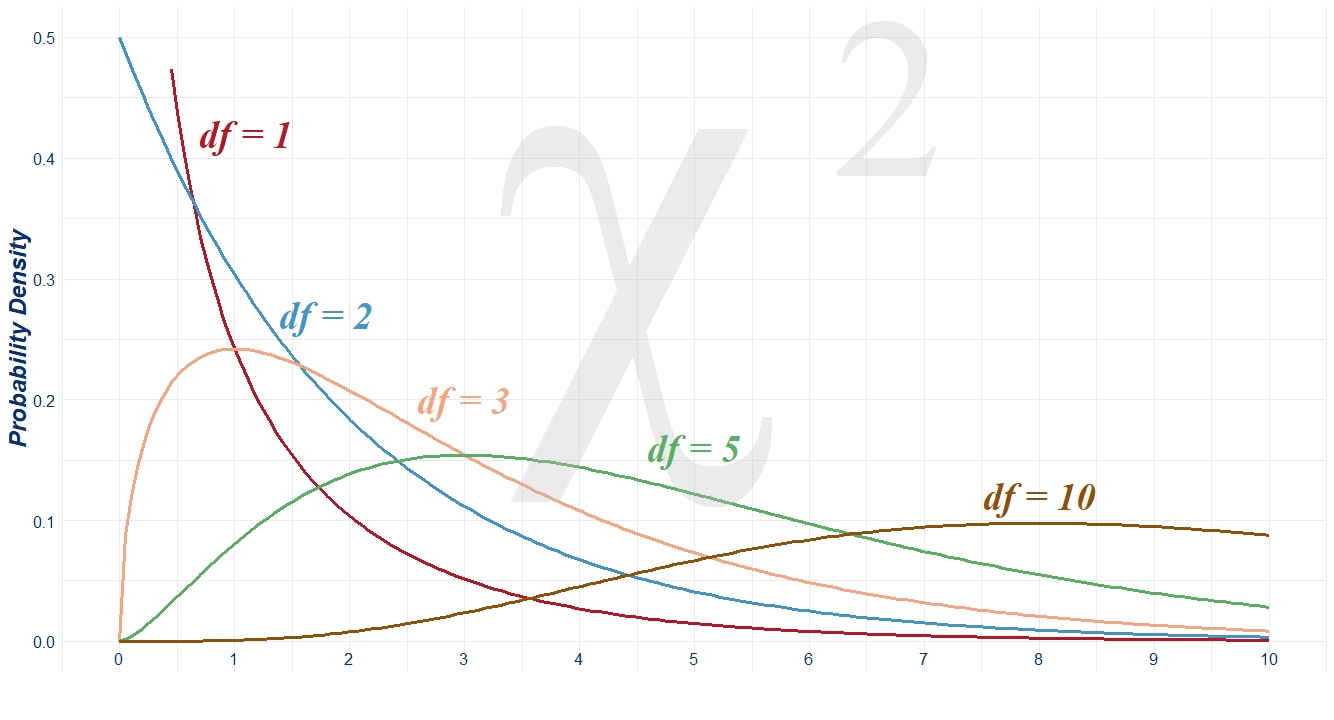 χ2
0.5
0.4
0.3
0.2
0.1
0.0
Probability Density
df = 1
df = 2
df = 3
df = 5
df = 10
0 1 2 3 4 5 6 7 8 9 10